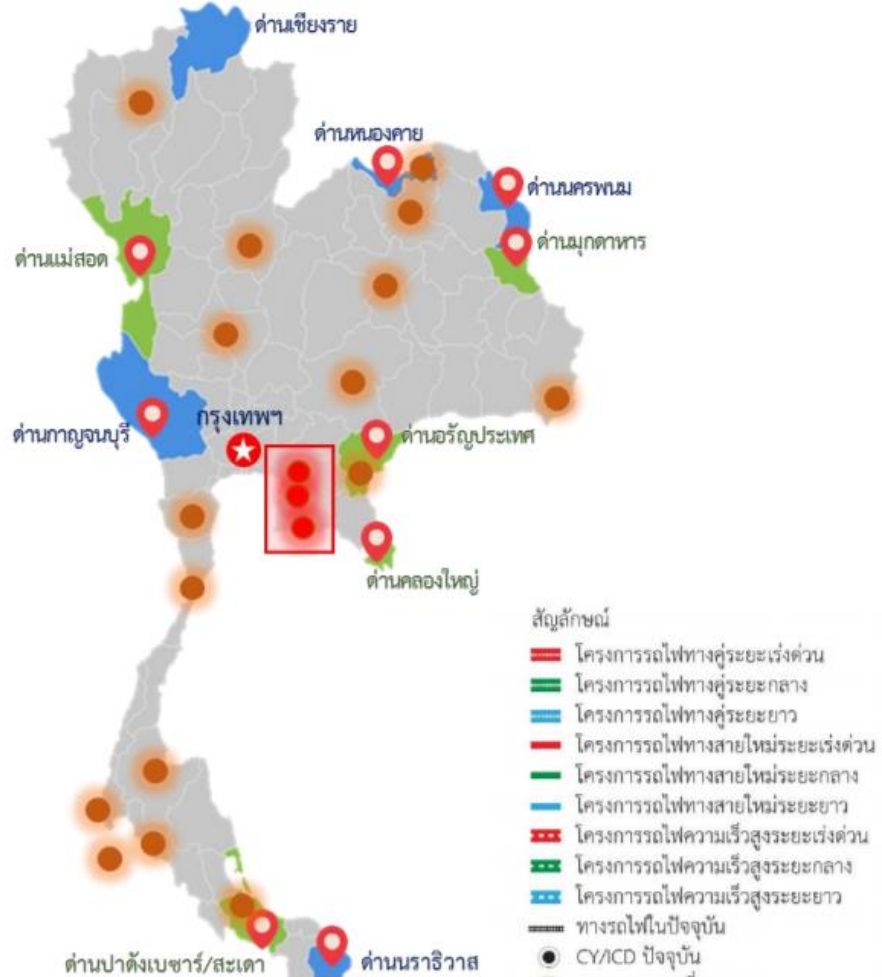 ด่านเชียงราย
ด่านหนองคาย
ด่านนครพนม
ด่านมุกดาหาร
ด่านแม่สอด
กรุงเทพฯ
ด่านกาญจนบุรี
ด่านอรัญประเทศ
ด่านคลองใหญ่
สัญลักษณ์
โครงการรถไฟทางคู่ระยะเร่งด่วน
โครงการรถไฟทางคู่ระยะกลาง
โครงการรถไฟทางคู่ระยะยาว
โครงการรถไฟทางสายใหม่ระยะเร่งด่วน
โครงการรถไฟทางสายใหม่ระยะกลาง
โครงการรถไฟทางสายใหม่ระยะยาว
โครงการรถไฟความเร็วสูงระยะเร่งด่วน
โครงการรถไฟความเร็วสูงระยะกลาง
โครงการรถไฟความเร็วสูงระยะยาว
ทางรถไฟในปัจจุบัน
CY/ICD ปัจจุบัน
ด่านปาดังเบซาร์/สะเดา
ด่านนราธิวาส